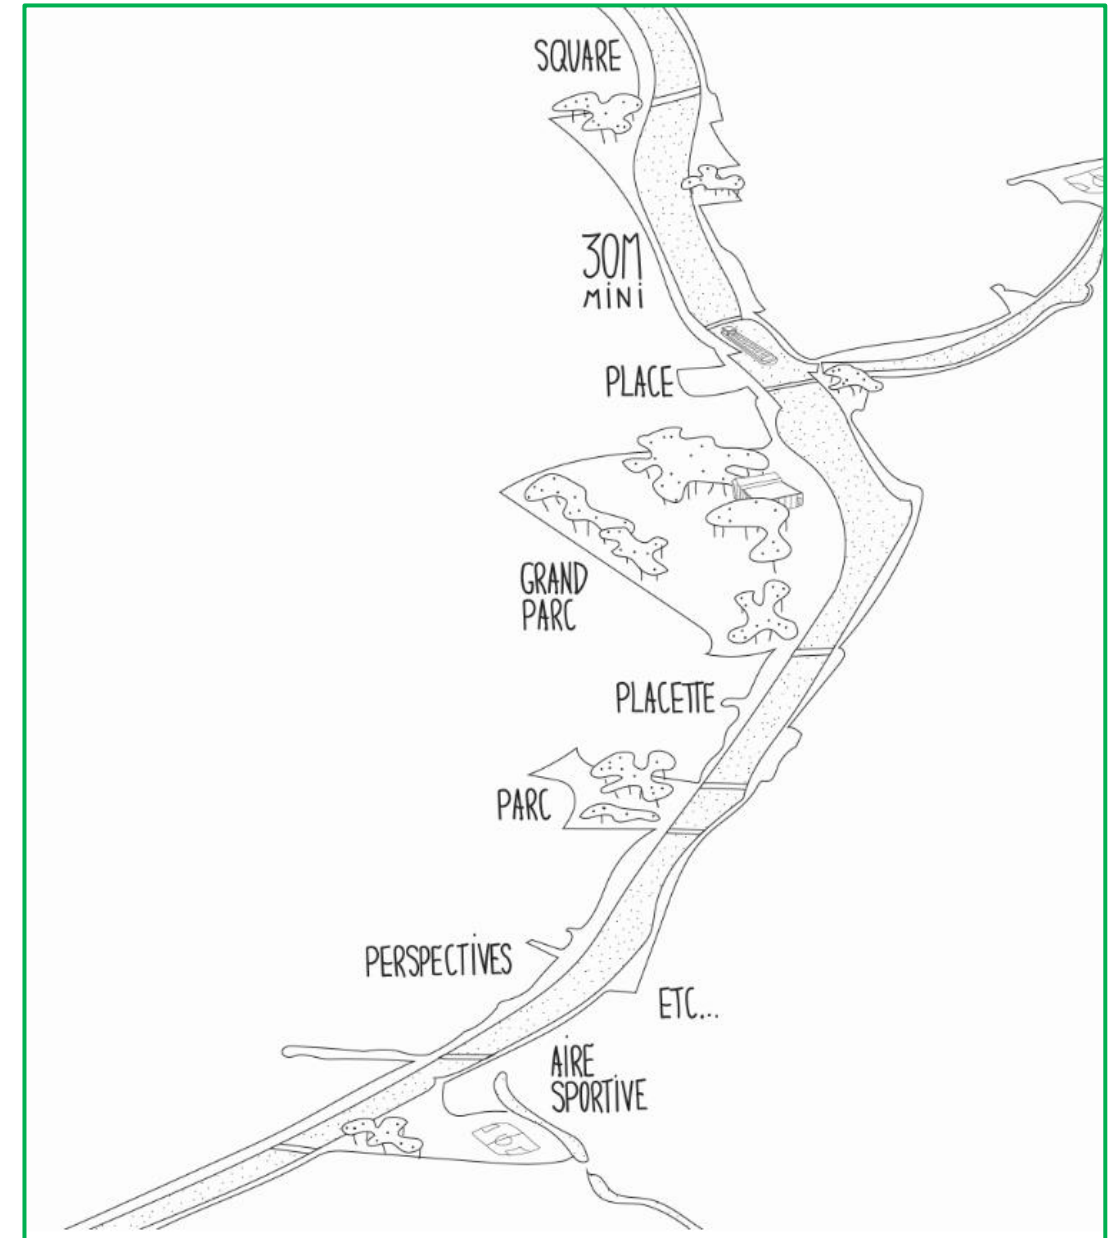 SQUARE
30M
MINI
PLACE
GRAND
PARC
PLACETTE
PARC
PERSPECTIVES
ETC...
AIRE
SPORTIVE